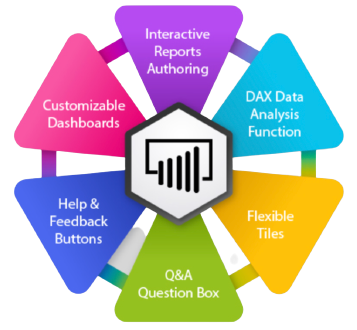 Interactive
Reports
Authoring
DAX Data
Analysis
Function
Flexible
Tiles
Q&A
Question Box
Help &
Feedback
Buttons
Customizable
Dashboards